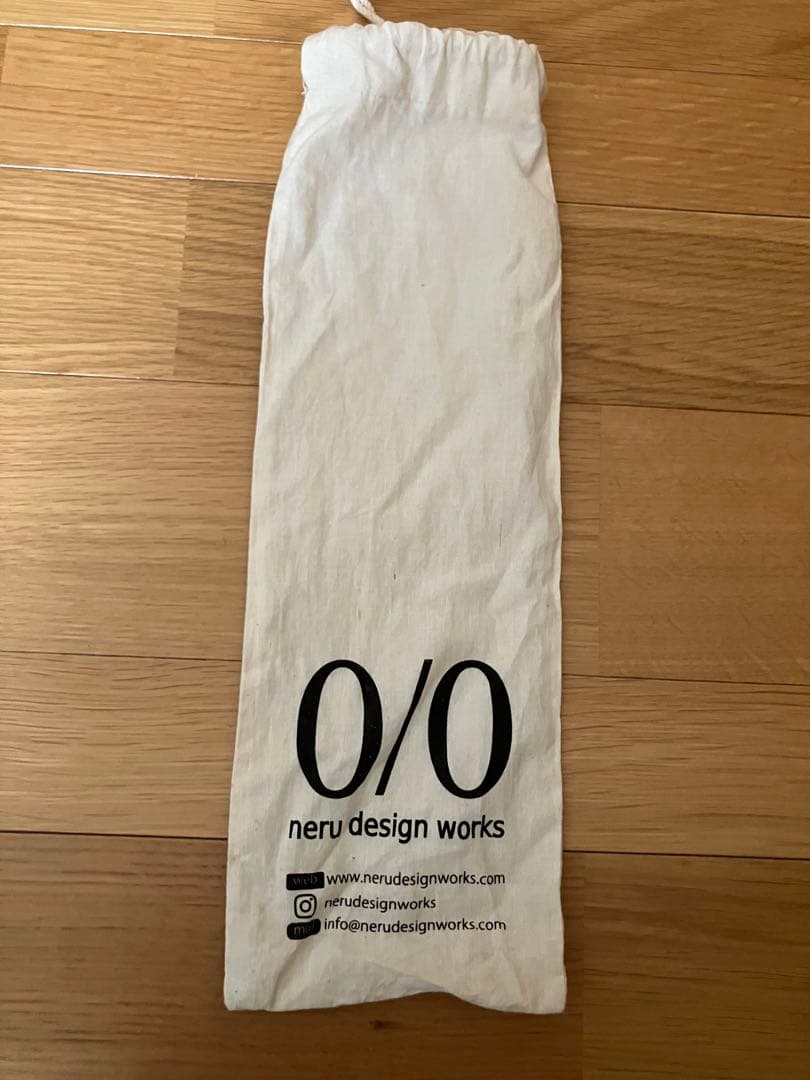 0/0
neru design works
web www.nerudesignworks.com
nerudesignworks
mail info@nerudesignworks.com